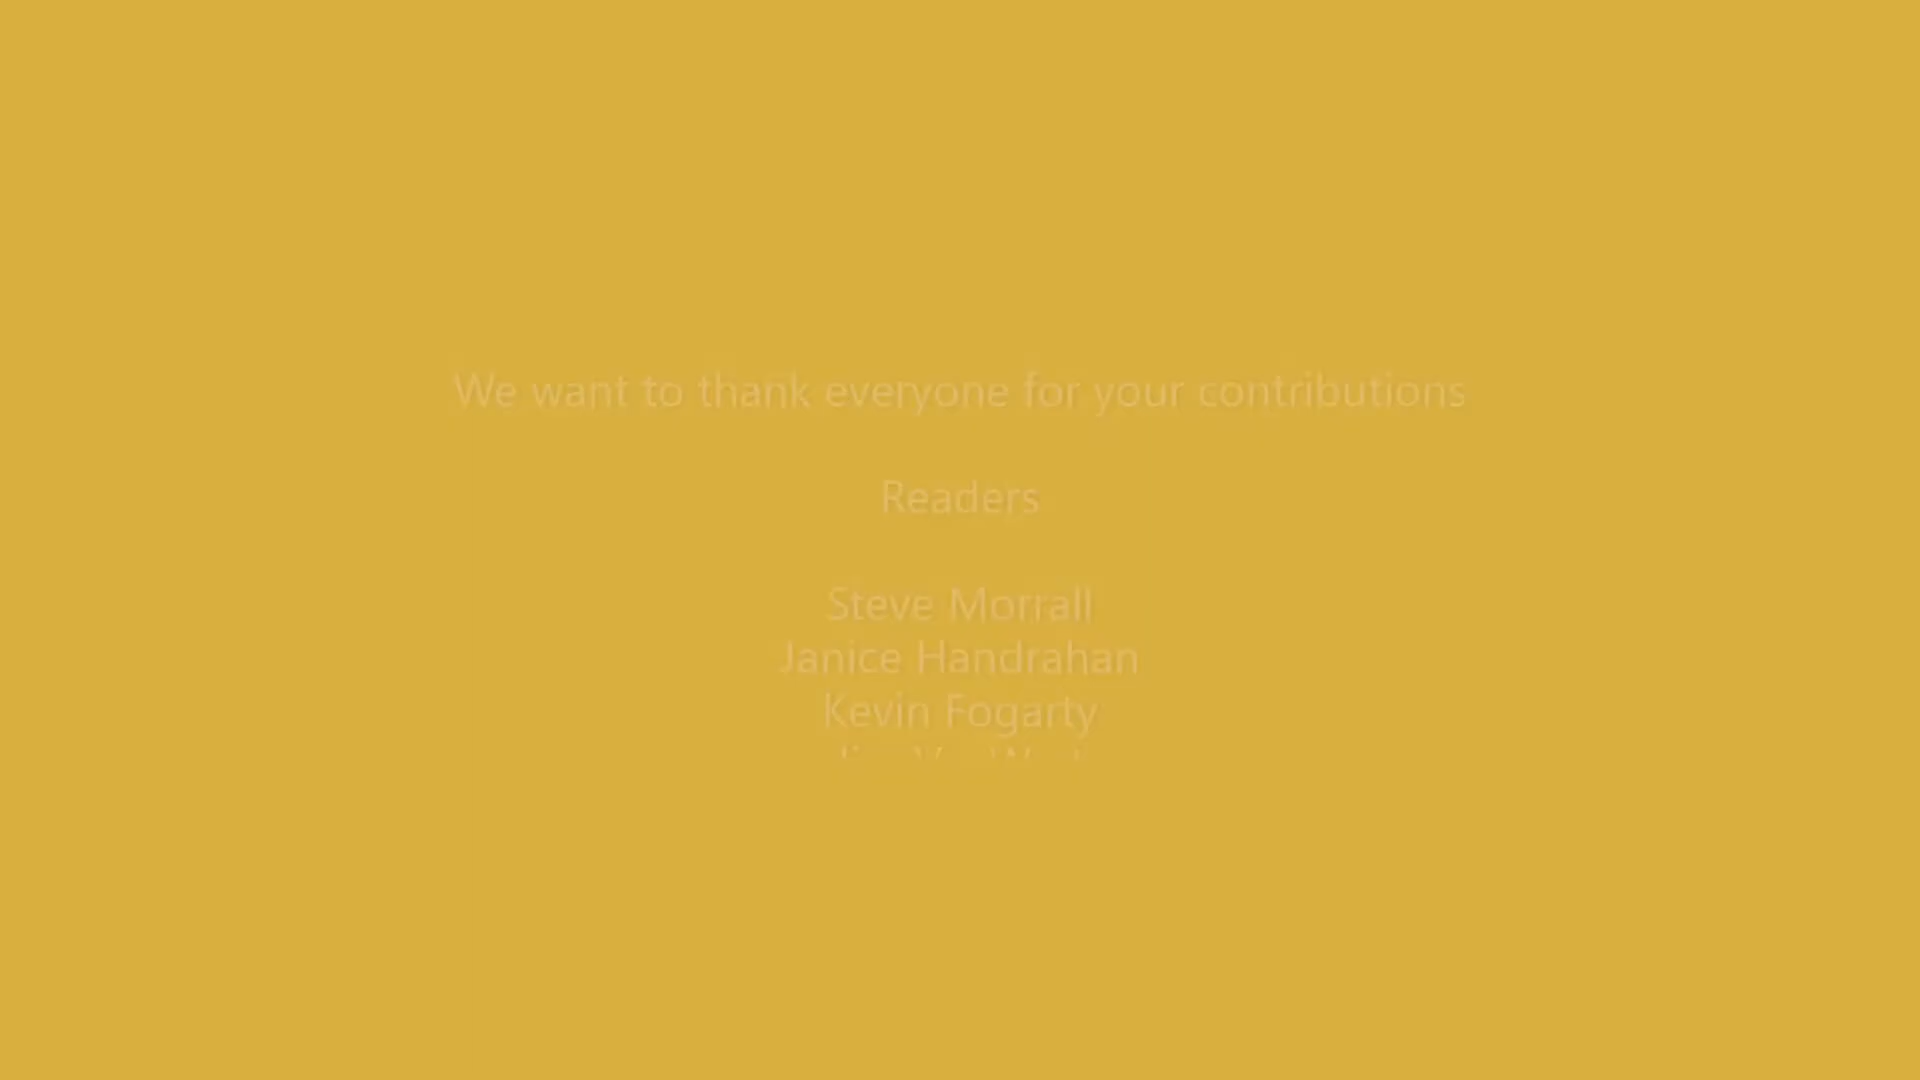 We want to thank everyone for your contributions
Readers
Steve Morrall
Janice Handrahan
Kevin Fogarty